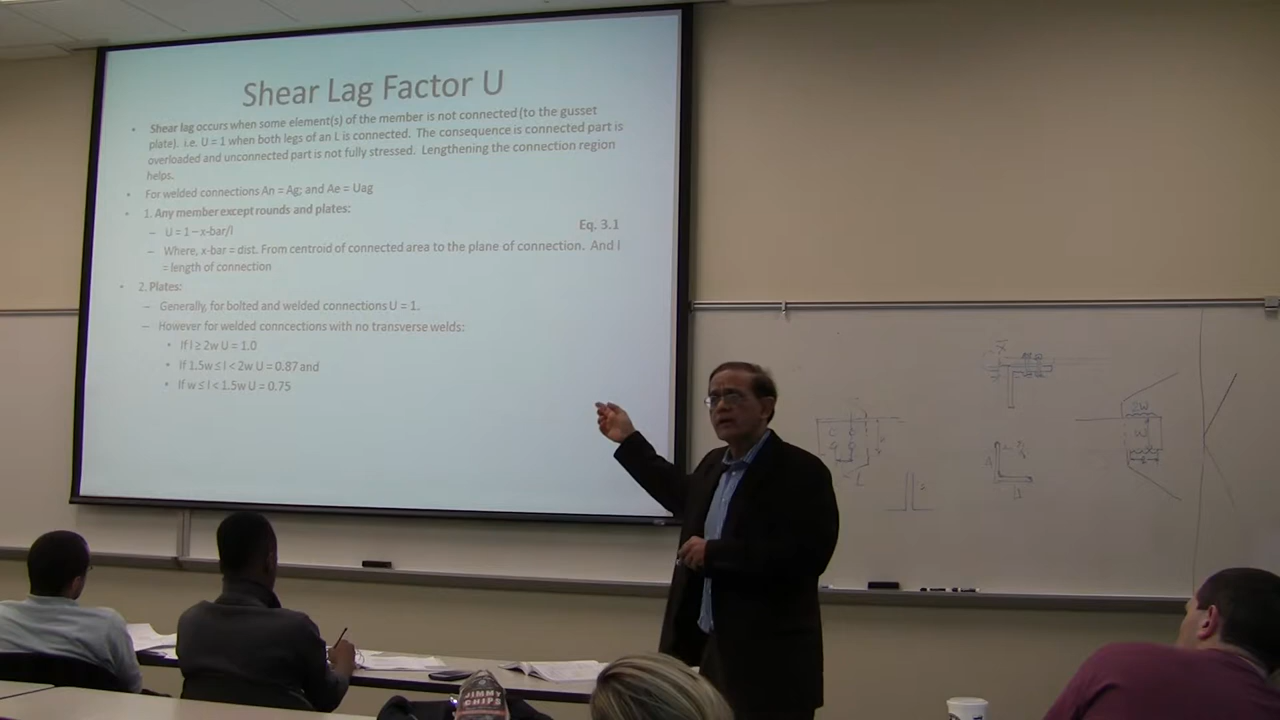 Shear Lag Factor U
• Shear lag occurs when some element(s) of the member is not connected (to the gusset
plate). i.e. U = 1 when both legs of an L is connected. The consequence is connected part is
overloaded and unconnected part is not fully stressed. Lengthening the connection region
helps.
• For welded connections An = Ag; and Ae = Uag
• 1. Any member except rounds and plates:
– U = 1 – x-bar/l Eq. 3.1
– Where, x-bar = dist. From centroid of connected area to the plane of connection. And l
= length of connection
• 2. Plates:
– Generally, for bolted and welded connections U = 1.
– However for welded conncections with no transverse welds:
• If l ≥ 2w U = 1.0
• If 1.5w ≤ l < 2w U = 0.87 and
• If w ≤ l < 1.5w U = 0.75
2W
JIMMY
CHIPS